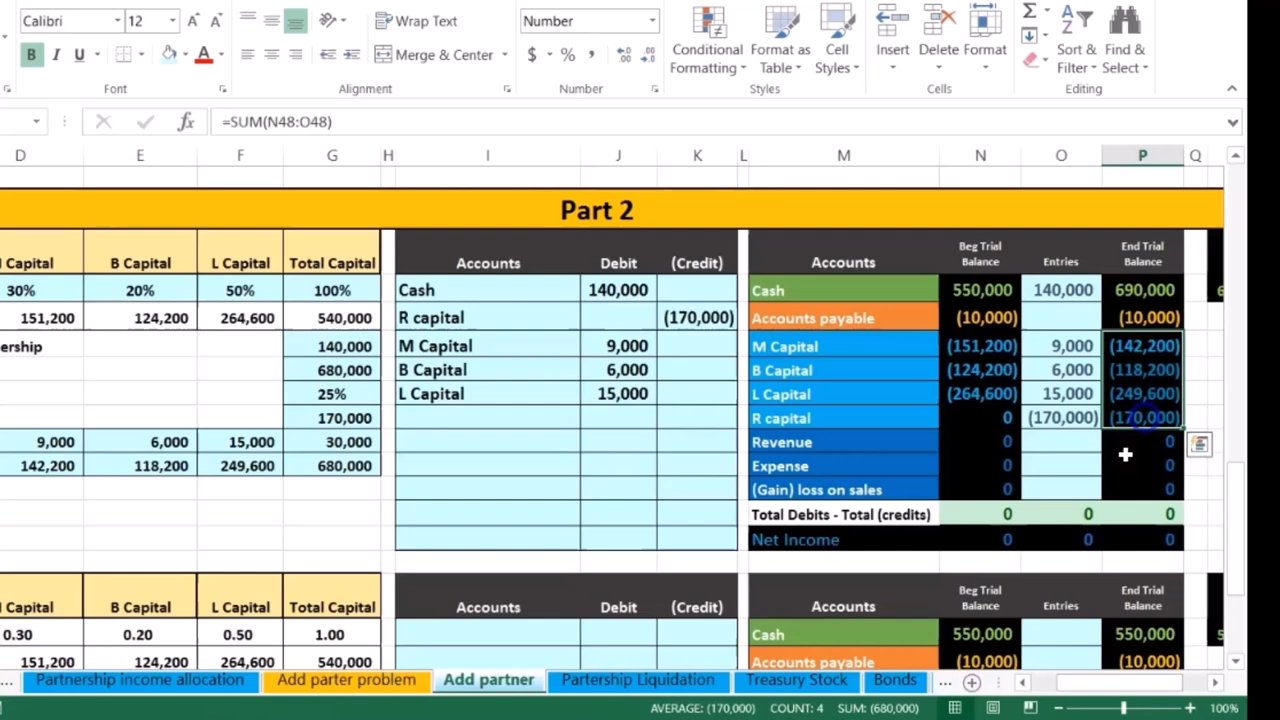 Calibri 12 Wrap Text Number
B I U A Merge & Center $ % , Conditional Formatting Format as Table Cell Styles Insert Delete Format Sort & Filter Find & Select
Font Alignment Number Styles Cells Editing
fx =SUM(N48:O48)
D E F G H I J K L M N O P Q
Part 2
Capital B Capital L Capital Total Capital Accounts Debit (Credit) Accounts Beg Trial Balance Entries End Trial Balance
30% 20% 50% 100% Cash 140,000 Cash 550,000 140,000 690,000
151,200 124,200 264,600 540,000 R capital (170,000) Accounts payable (10,000) (10,000)
ership 140,000 M Capital 9,000 M Capital (151,200) 9,000 (142,200)
680,000 B Capital 6,000 B Capital (124,200) 6,000 (118,200)
25% L Capital 15,000 L Capital (264,600) 15,000 (249,600)
170,000 R capital 0 (170,000) (170,000)
9,000 6,000 15,000 30,000 Revenue 0 0
142,200 118,200 249,600 680,000 Expense 0 0
(Gain) loss on sales 0 0
Total Debits - Total (credits) 0 0 0
Net Income 0 0 0
Capital B Capital L Capital Total Capital Accounts Debit (Credit) Accounts Beg Trial Balance Entries End Trial Balance
0.30 0.20 0.50 1.00 Cash 550,000 550,000
151,200 124,200 264,600 540,000 Accounts payable (10,000) (10,000)
... Partnership income allocation Add parter problem Add partner Partership Liquidation Treasury Stock Bonds ...
AVERAGE: (170,000) COUNT: 4 SUM: (680,000) 100%